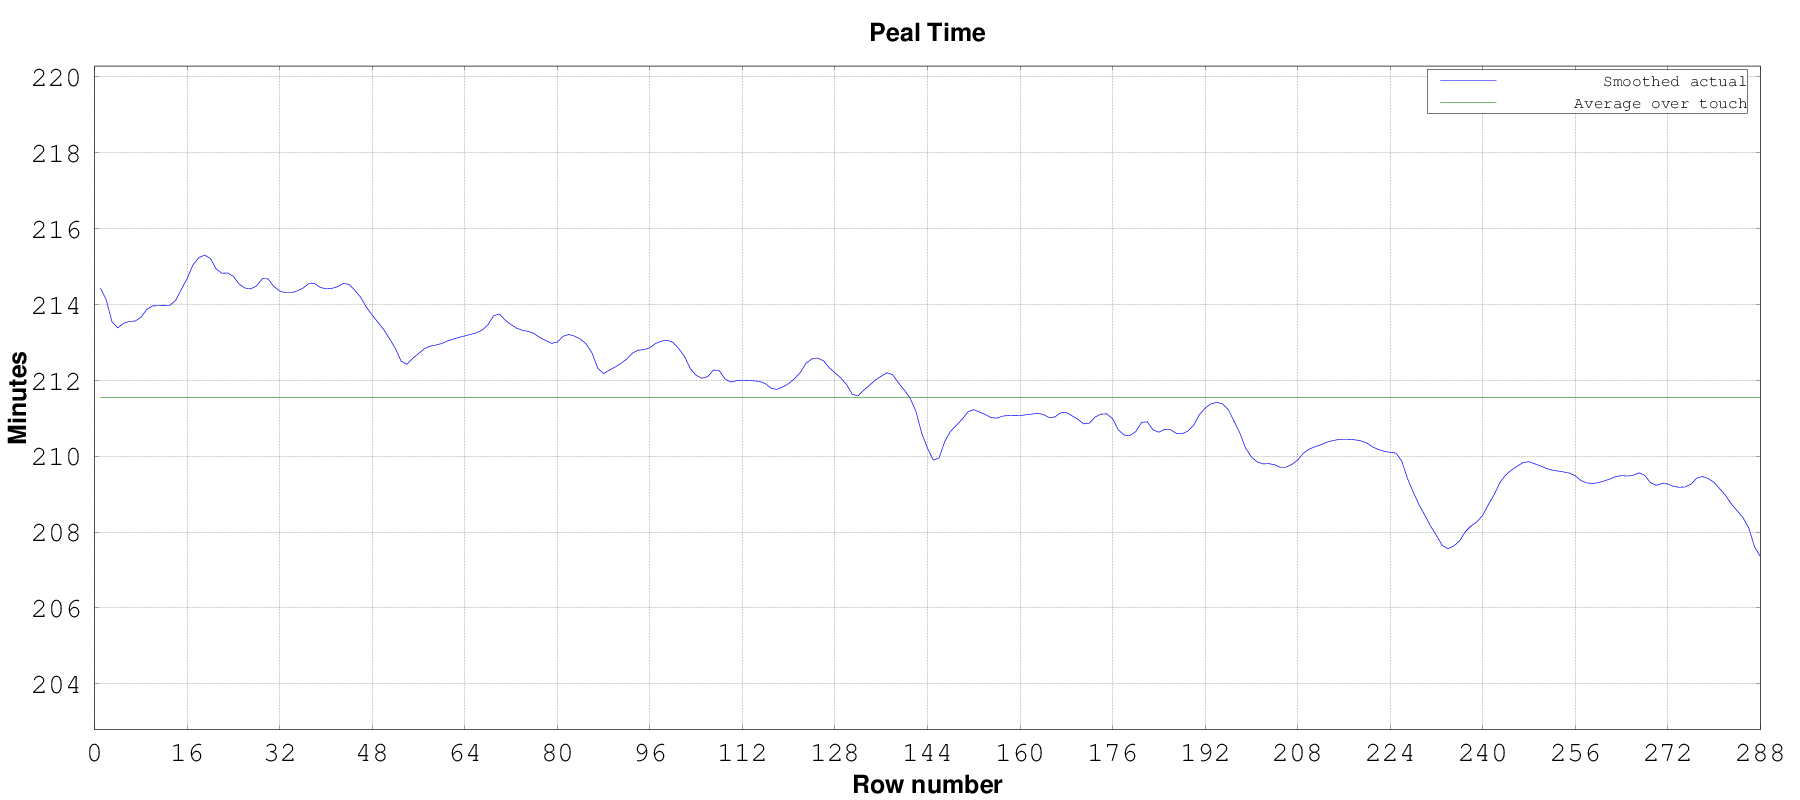 Peal Time
220
218
216
214
212
210
208
206
204
Minutes
Smoothed actual
Average over touch
0 16 32 48 64 80 96 112 128 144 160 176 192 208 224 240 256 272 288
Row number